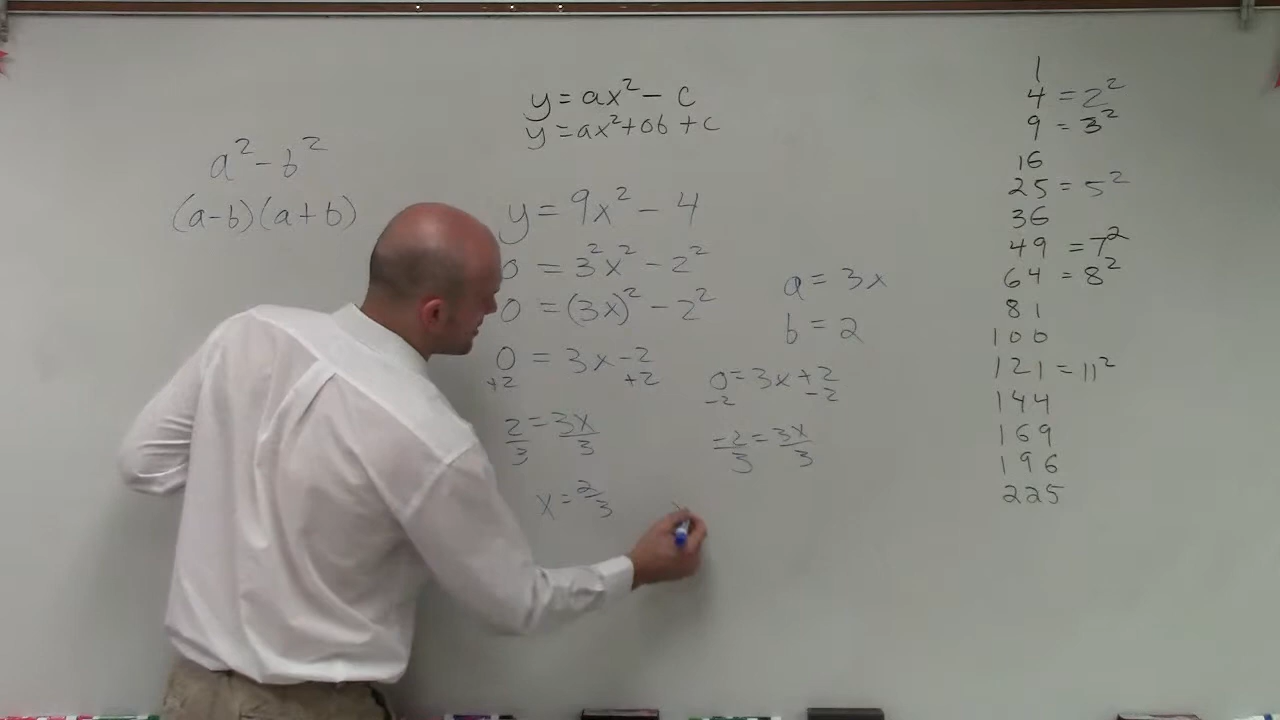 a² - b²
(a-b)(a+b)
y = ax² - c
y = ax² + 0b + c
y = 9x² - 4
0 = 3²x² - 2²
0 = (3x)² - 2²
0 = 3x - 2
+2 +2
2/3 = 3x/3
x = 2/3
a = 3x
b = 2
0 = 3x + 2
-2 -2
-2/3 = 3x/3
1
4 = 2²
9 = 3²
16
25 = 5²
36
49 = 7²
64 = 8²
81
100
121 = 11²
144
169
196
225